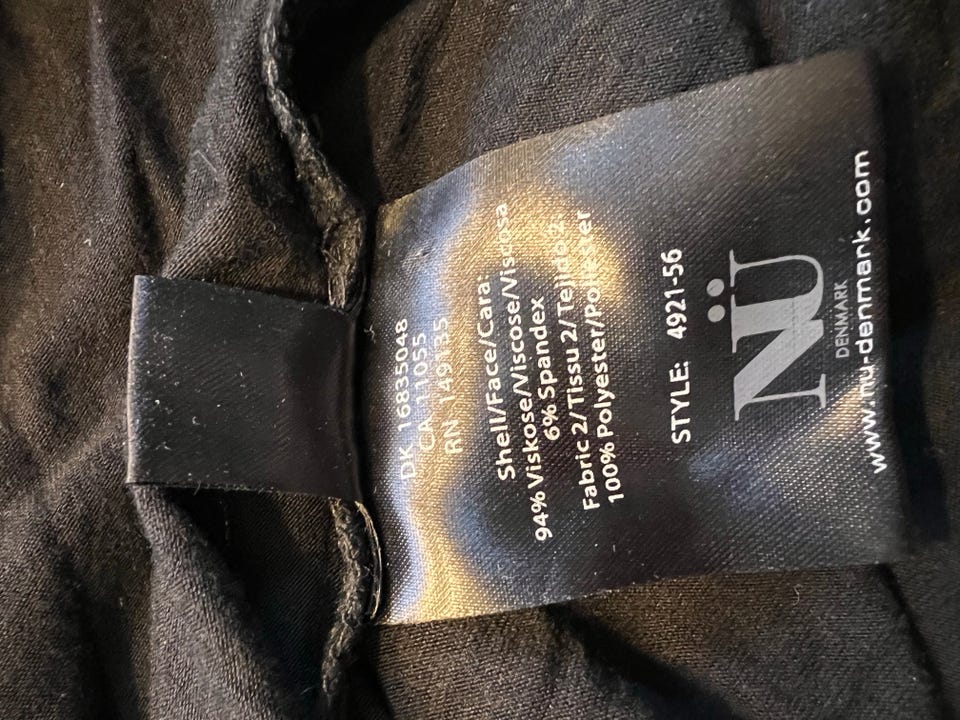 DK 16835048
CA 11055
RN 149135
Shell/Face/Cara:
94% Viskose/Viscose/Viscosa
6% Spandex
Fabric 2/Tissu 2/Tejido 2:
100% Polyester/Poliéster
STYLE: 4921-56
NÜ
DENMARK
www.nu-denmark.com